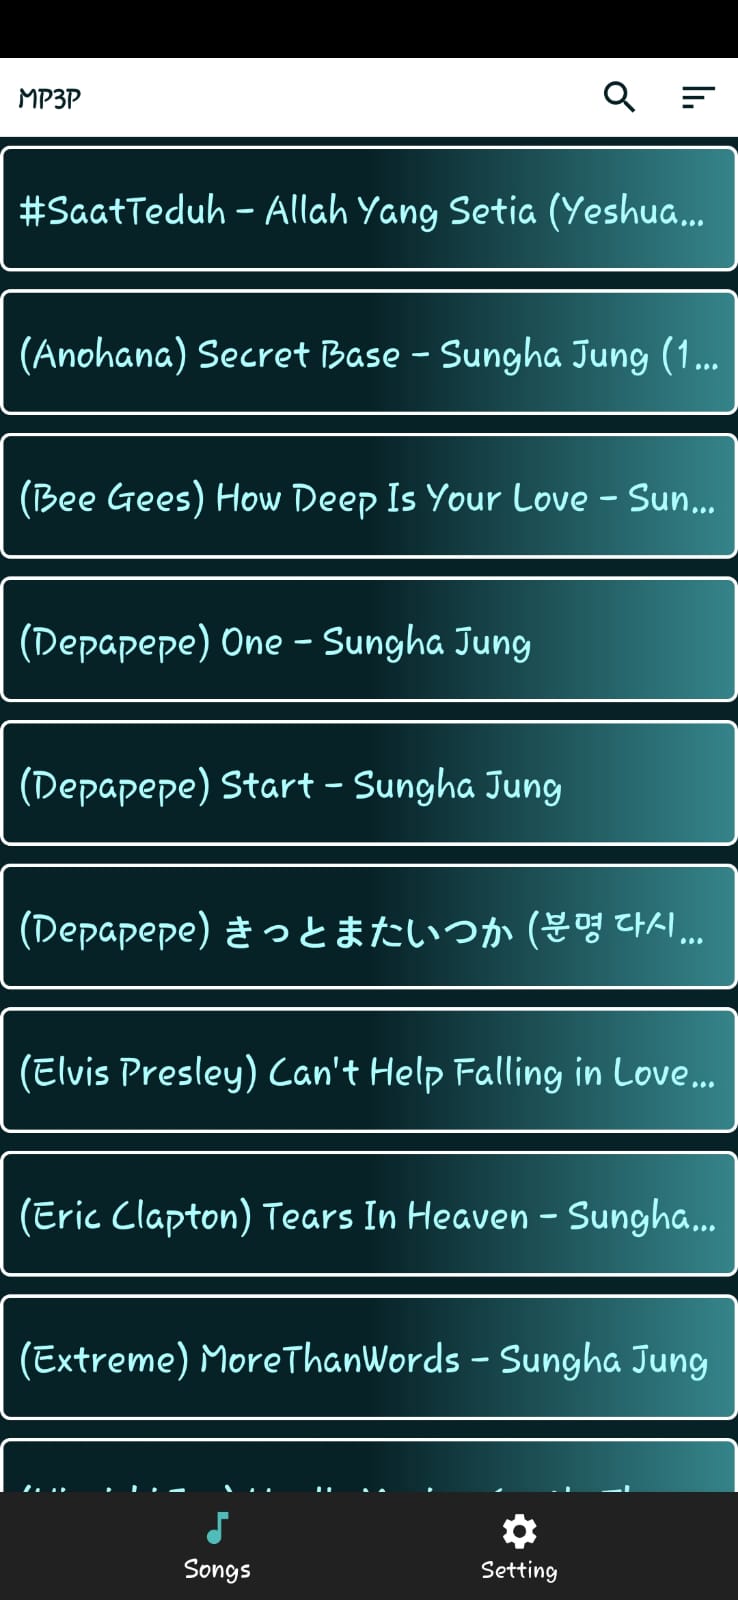 MP3P
#SaatTeduh - Allah Yang Setia (Yeshua...
(Anohana) Secret Base - Sungha Jung (1...
(Bee Gees) How Deep Is Your Love - Sun...
(Depapepe) One - Sungha Jung
(Depapepe) Start - Sungha Jung
(Depapepe) きっとまたいつか (분명 다시...
(Elvis Presley) Can't Help Falling in Love...
(Eric Clapton) Tears In Heaven - Sungha...
(Extreme) MoreThanWords - Sungha Jung
Songs
Setting